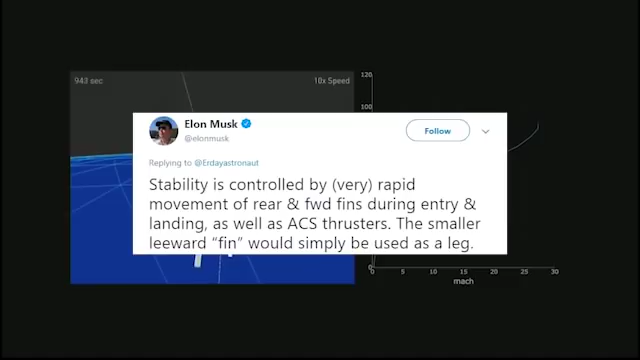 943 sec
10x Speed
120
100
Elon Musk
@elonmusk
Follow
Replying to @Erdayastronaut
Stability is controlled by (very) rapid
movement of rear & fwd fins during entry &
landing, as well as ACS thrusters. The smaller
leeward “fin” would simply be used as a leg.
0
0 5 10 15 20 25 30
mach